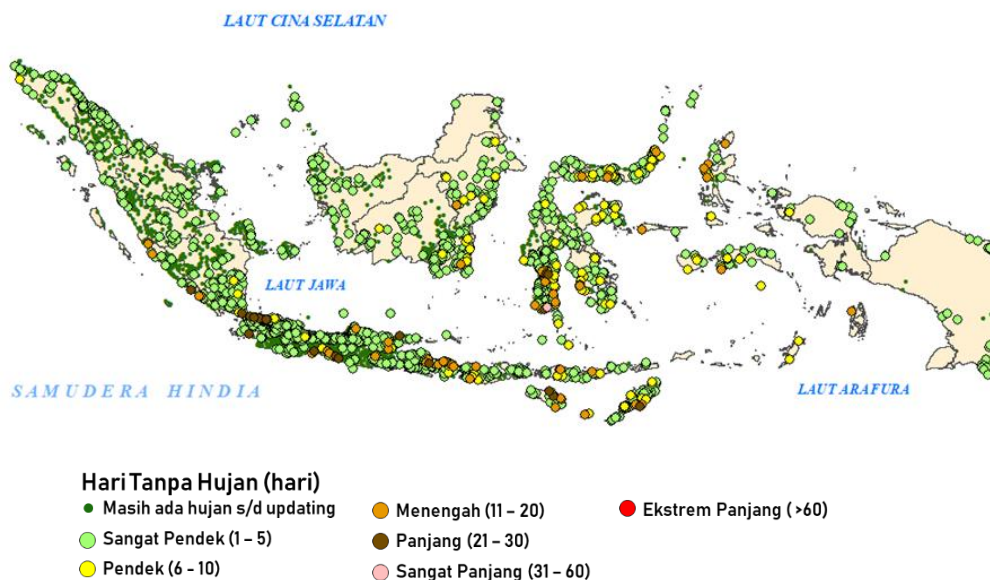 LAUT CINA SELATAN
LAUT JAWA
SAMUDERA HINDIA
LAUT ARAFURA
Hari Tanpa Hujan (hari)
Masih ada hujan s/d updating
Sangat Pendek (1 – 5)
Pendek (6 - 10)
Menengah (11 – 20)
Panjang (21 – 30)
Sangat Panjang (31 – 60)
Ekstrem Panjang ( >60)